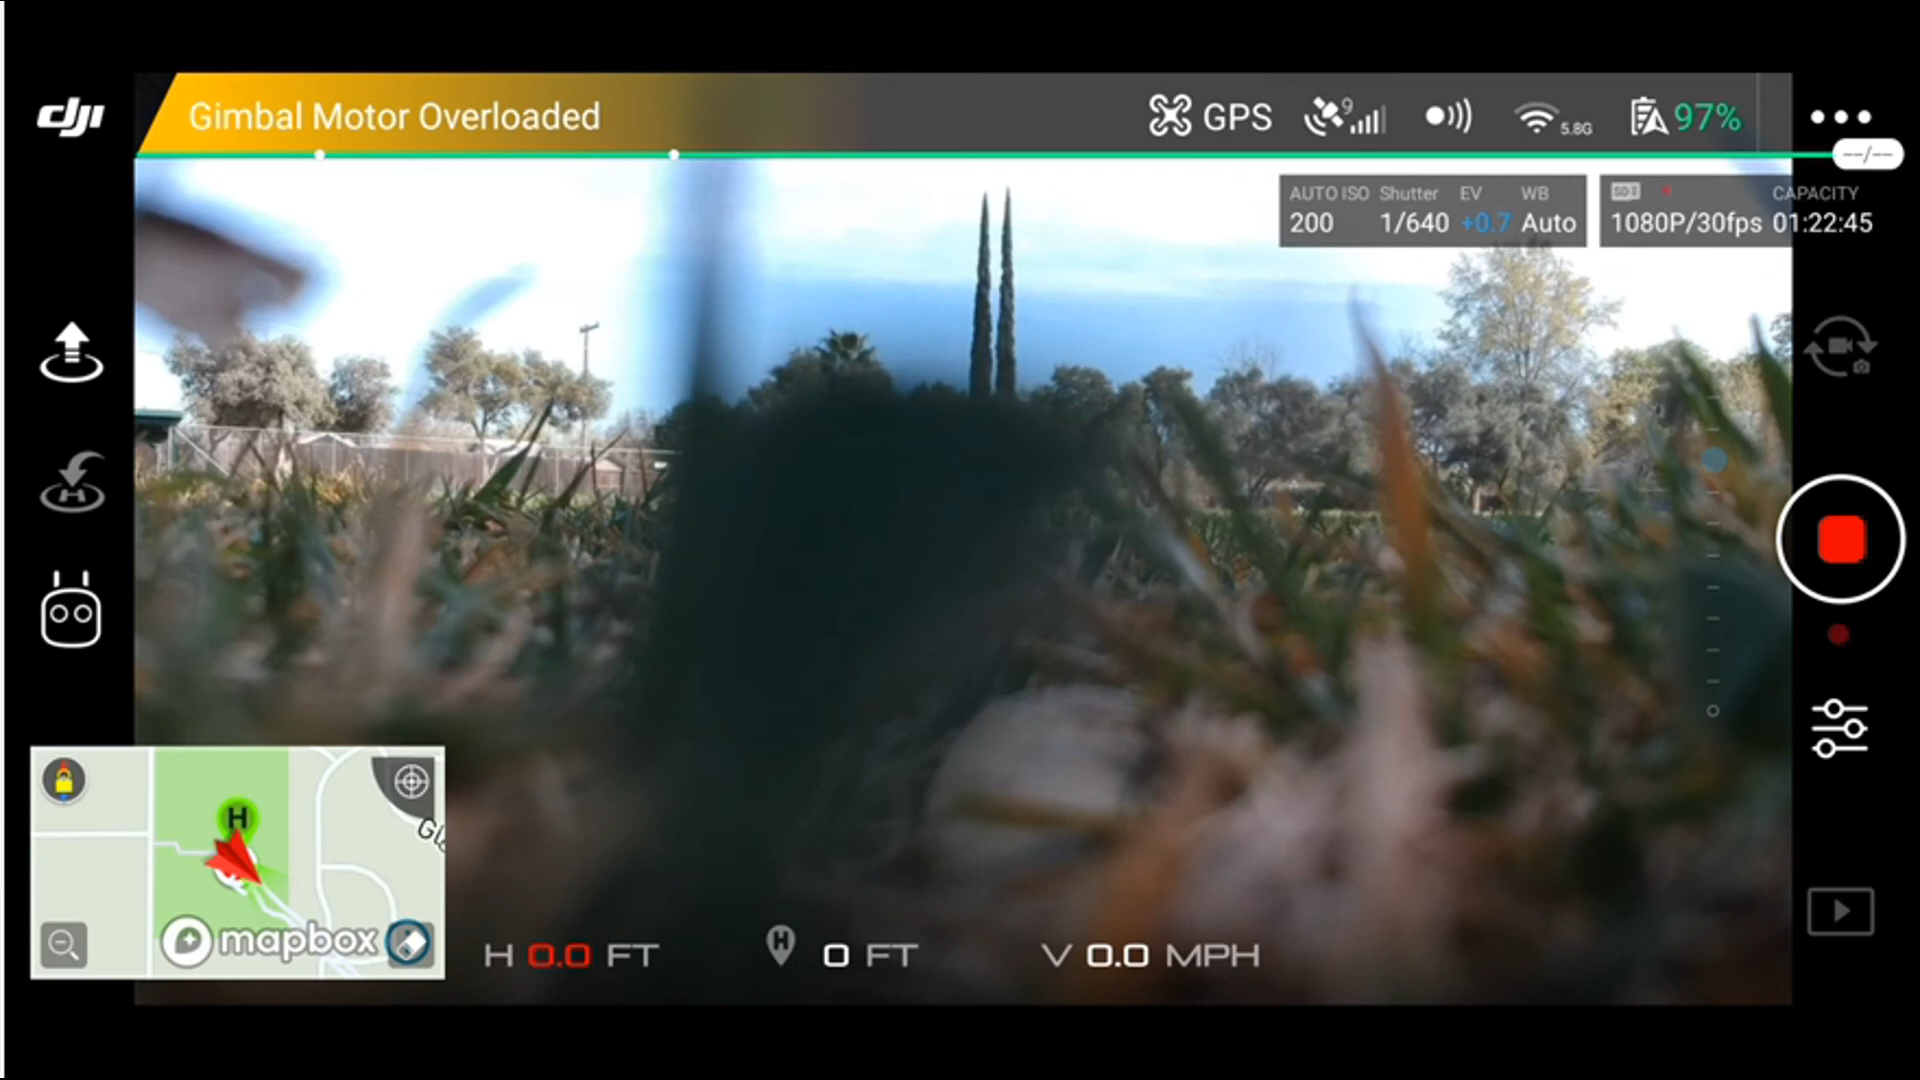 dji
Gimbal Motor Overloaded
GPS
9
5.8G
97%
--/--
AUTO ISO Shutter EV WB
200 1/640 +0.7 Auto
CAPACITY
1080P/30fps 01:22:45
H
mapbox
H 0.0 FT
H 0 FT
V 0.0 MPH